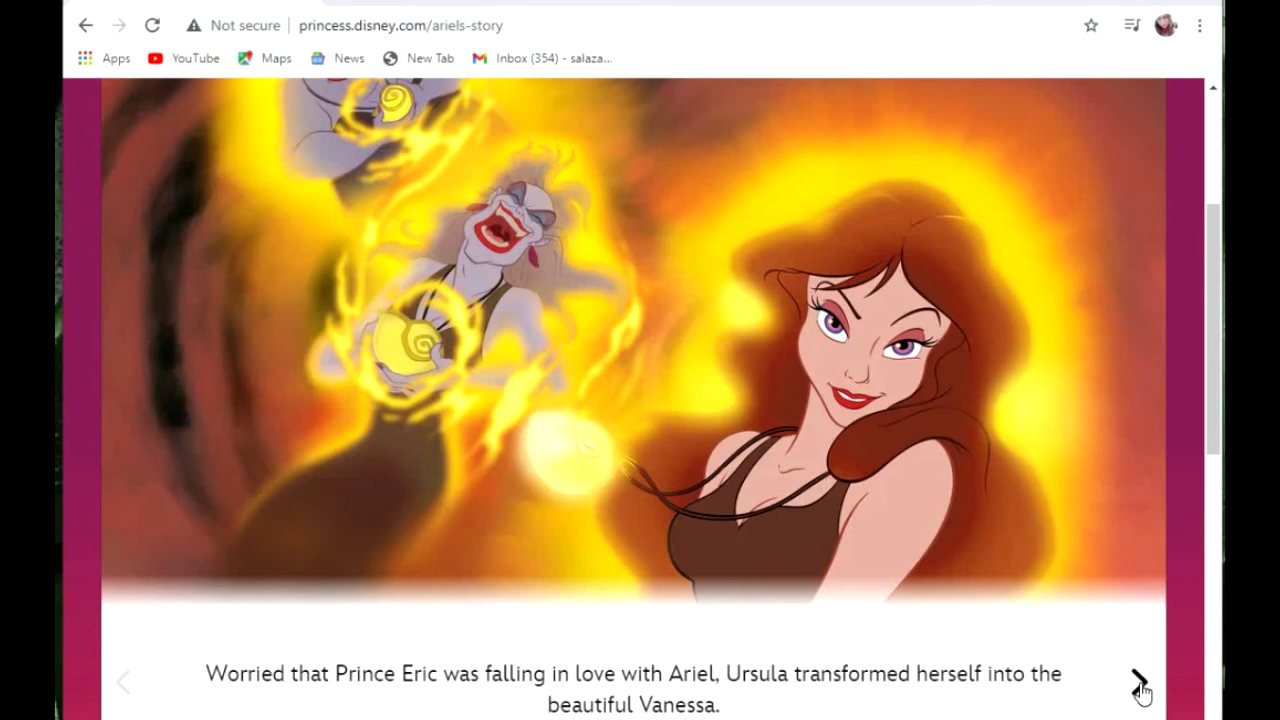 Not secure princess.disney.com/ariels-story
Apps YouTube Maps News New Tab Inbox (354) - salaza...
Worried that Prince Eric was falling in love with Ariel, Ursula transformed herself into the
beautiful Vanessa.